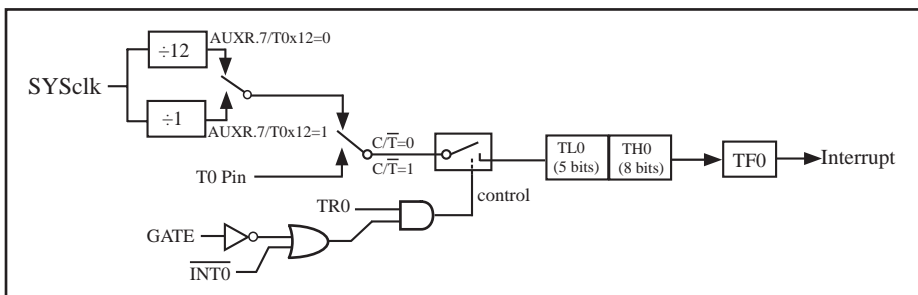 ÷12
AUXR.7/T0x12=0
SYSclk
÷1
AUXR.7/T0x12=1
C/T̅=0
C/T̅=1
T0 Pin
TL0
(5 bits)
TH0
(8 bits)
TF0
Interrupt
control
TR0
GATE
I̅N̅T̅0̅